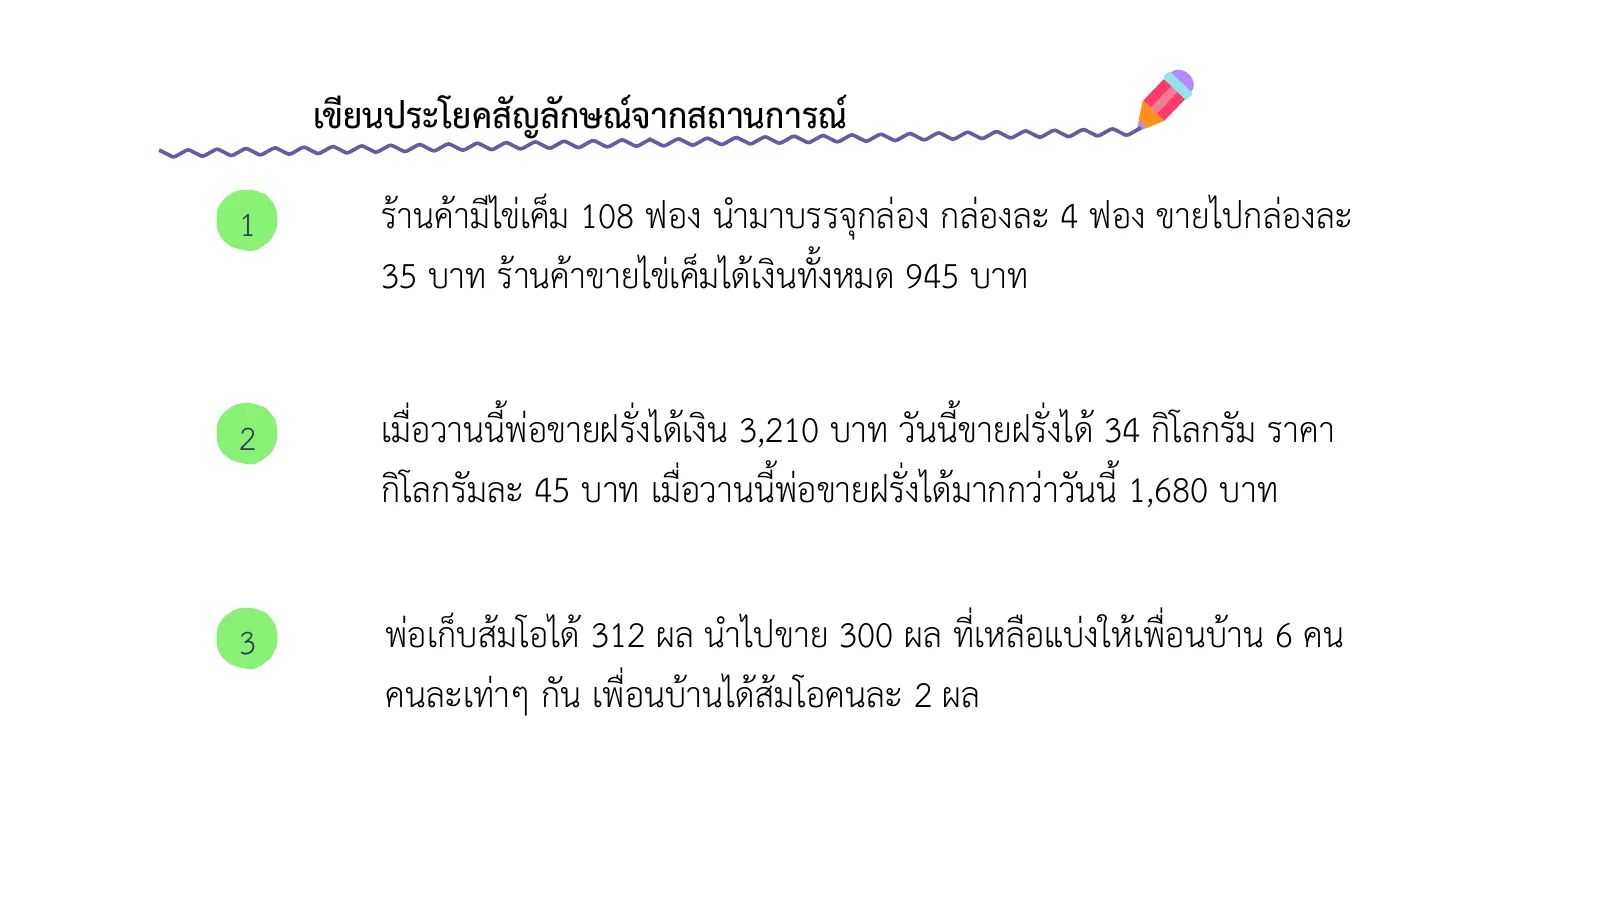 เขียนประโยคสัญลักษณ์จากสถานการณ์
1
ร้านค้ามีไข่เค็ม 108 ฟอง นำมาบรรจุกล่อง กล่องละ 4 ฟอง ขายไปกล่องละ
35 บาท ร้านค้าขายไข่เค็มได้เงินทั้งหมด 945 บาท
2
เมื่อวานนี้พ่อขายฝรั่งได้เงิน 3,210 บาท วันนี้ขายฝรั่งได้ 34 กิโลกรัม ราคา
กิโลกรัมละ 45 บาท เมื่อวานนี้พ่อขายฝรั่งได้มากกว่าวันนี้ 1,680 บาท
3
พ่อเก็บส้มโอได้ 312 ผล นำไปขาย 300 ผล ที่เหลือแบ่งให้เพื่อนบ้าน 6 คน
คนละเท่าๆ กัน เพื่อนบ้านได้ส้มโอคนละ 2 ผล